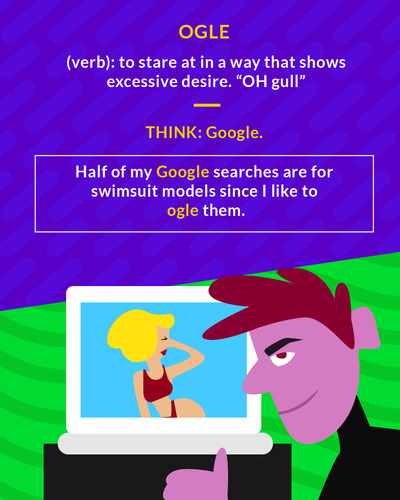 OGLE
(verb): to stare at in a way that shows
excessive desire. “OH gull”
THINK: Google.
Half of my Google searches are for
swimsuit models since I like to
ogle them.